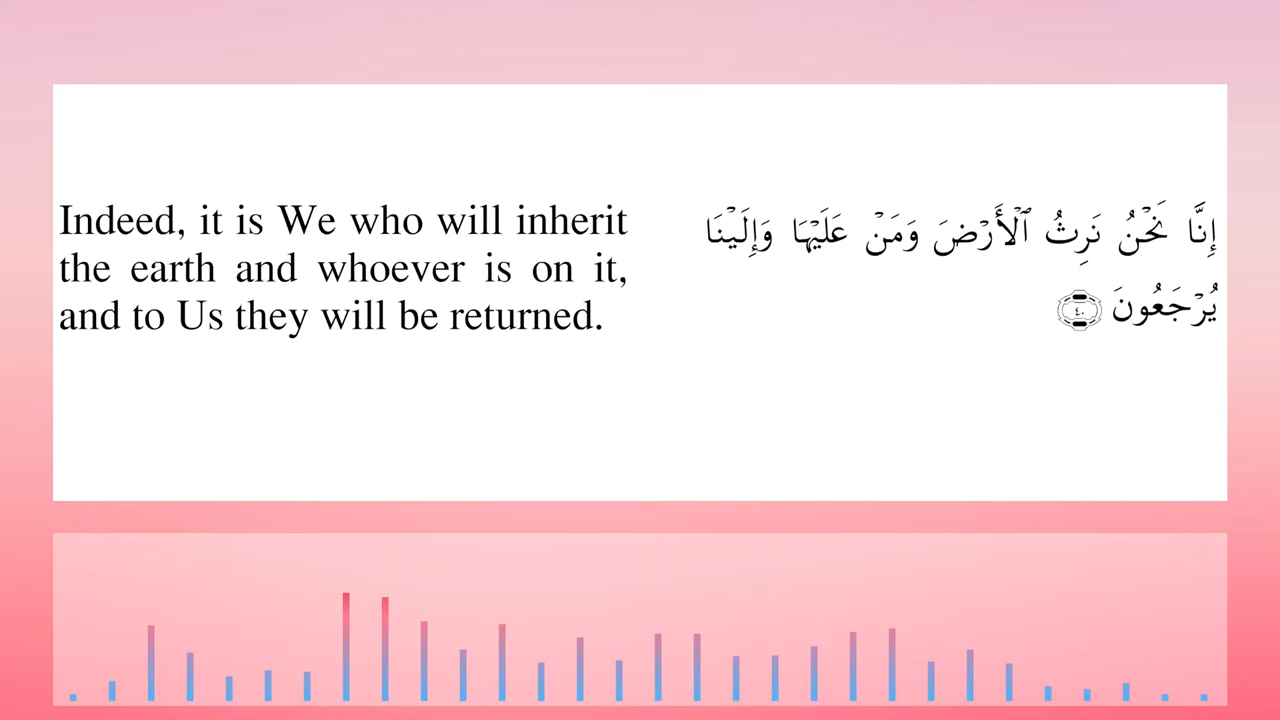 Indeed, it is We who will inherit
the earth and whoever is on it,
and to Us they will be returned.
إِنَّا نَحْنُ نَرِثُ ٱلْأَرْضَ وَمَنْ عَلَيْهَا وَإِلَيْنَا
يُرْجَعُونَ ٤٠